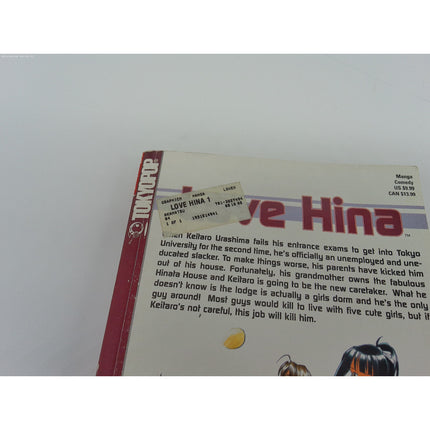 TOKYOPOP
Manga
Comedy
US $9.99
CAN $13.99
LOVE HINA 1
1 OF 1
Love Hina
TM
When Keitaro Urashima fails his entrance exams to get into Tokyo
University for the second time, he's officially an unemployed and une-
ducated slacker. To make things worse, his parents have kicked him
out of his house. Fortunately, his grandmother owns the fabulous
Hinata House and Keitaro is going to be the new caretaker. What he
doesn't know is the lodge is actually a girls dorm and he's the only
guy around! Most guys would kill to live with five cute girls, but if
Keitaro's not careful, this job will kill him.